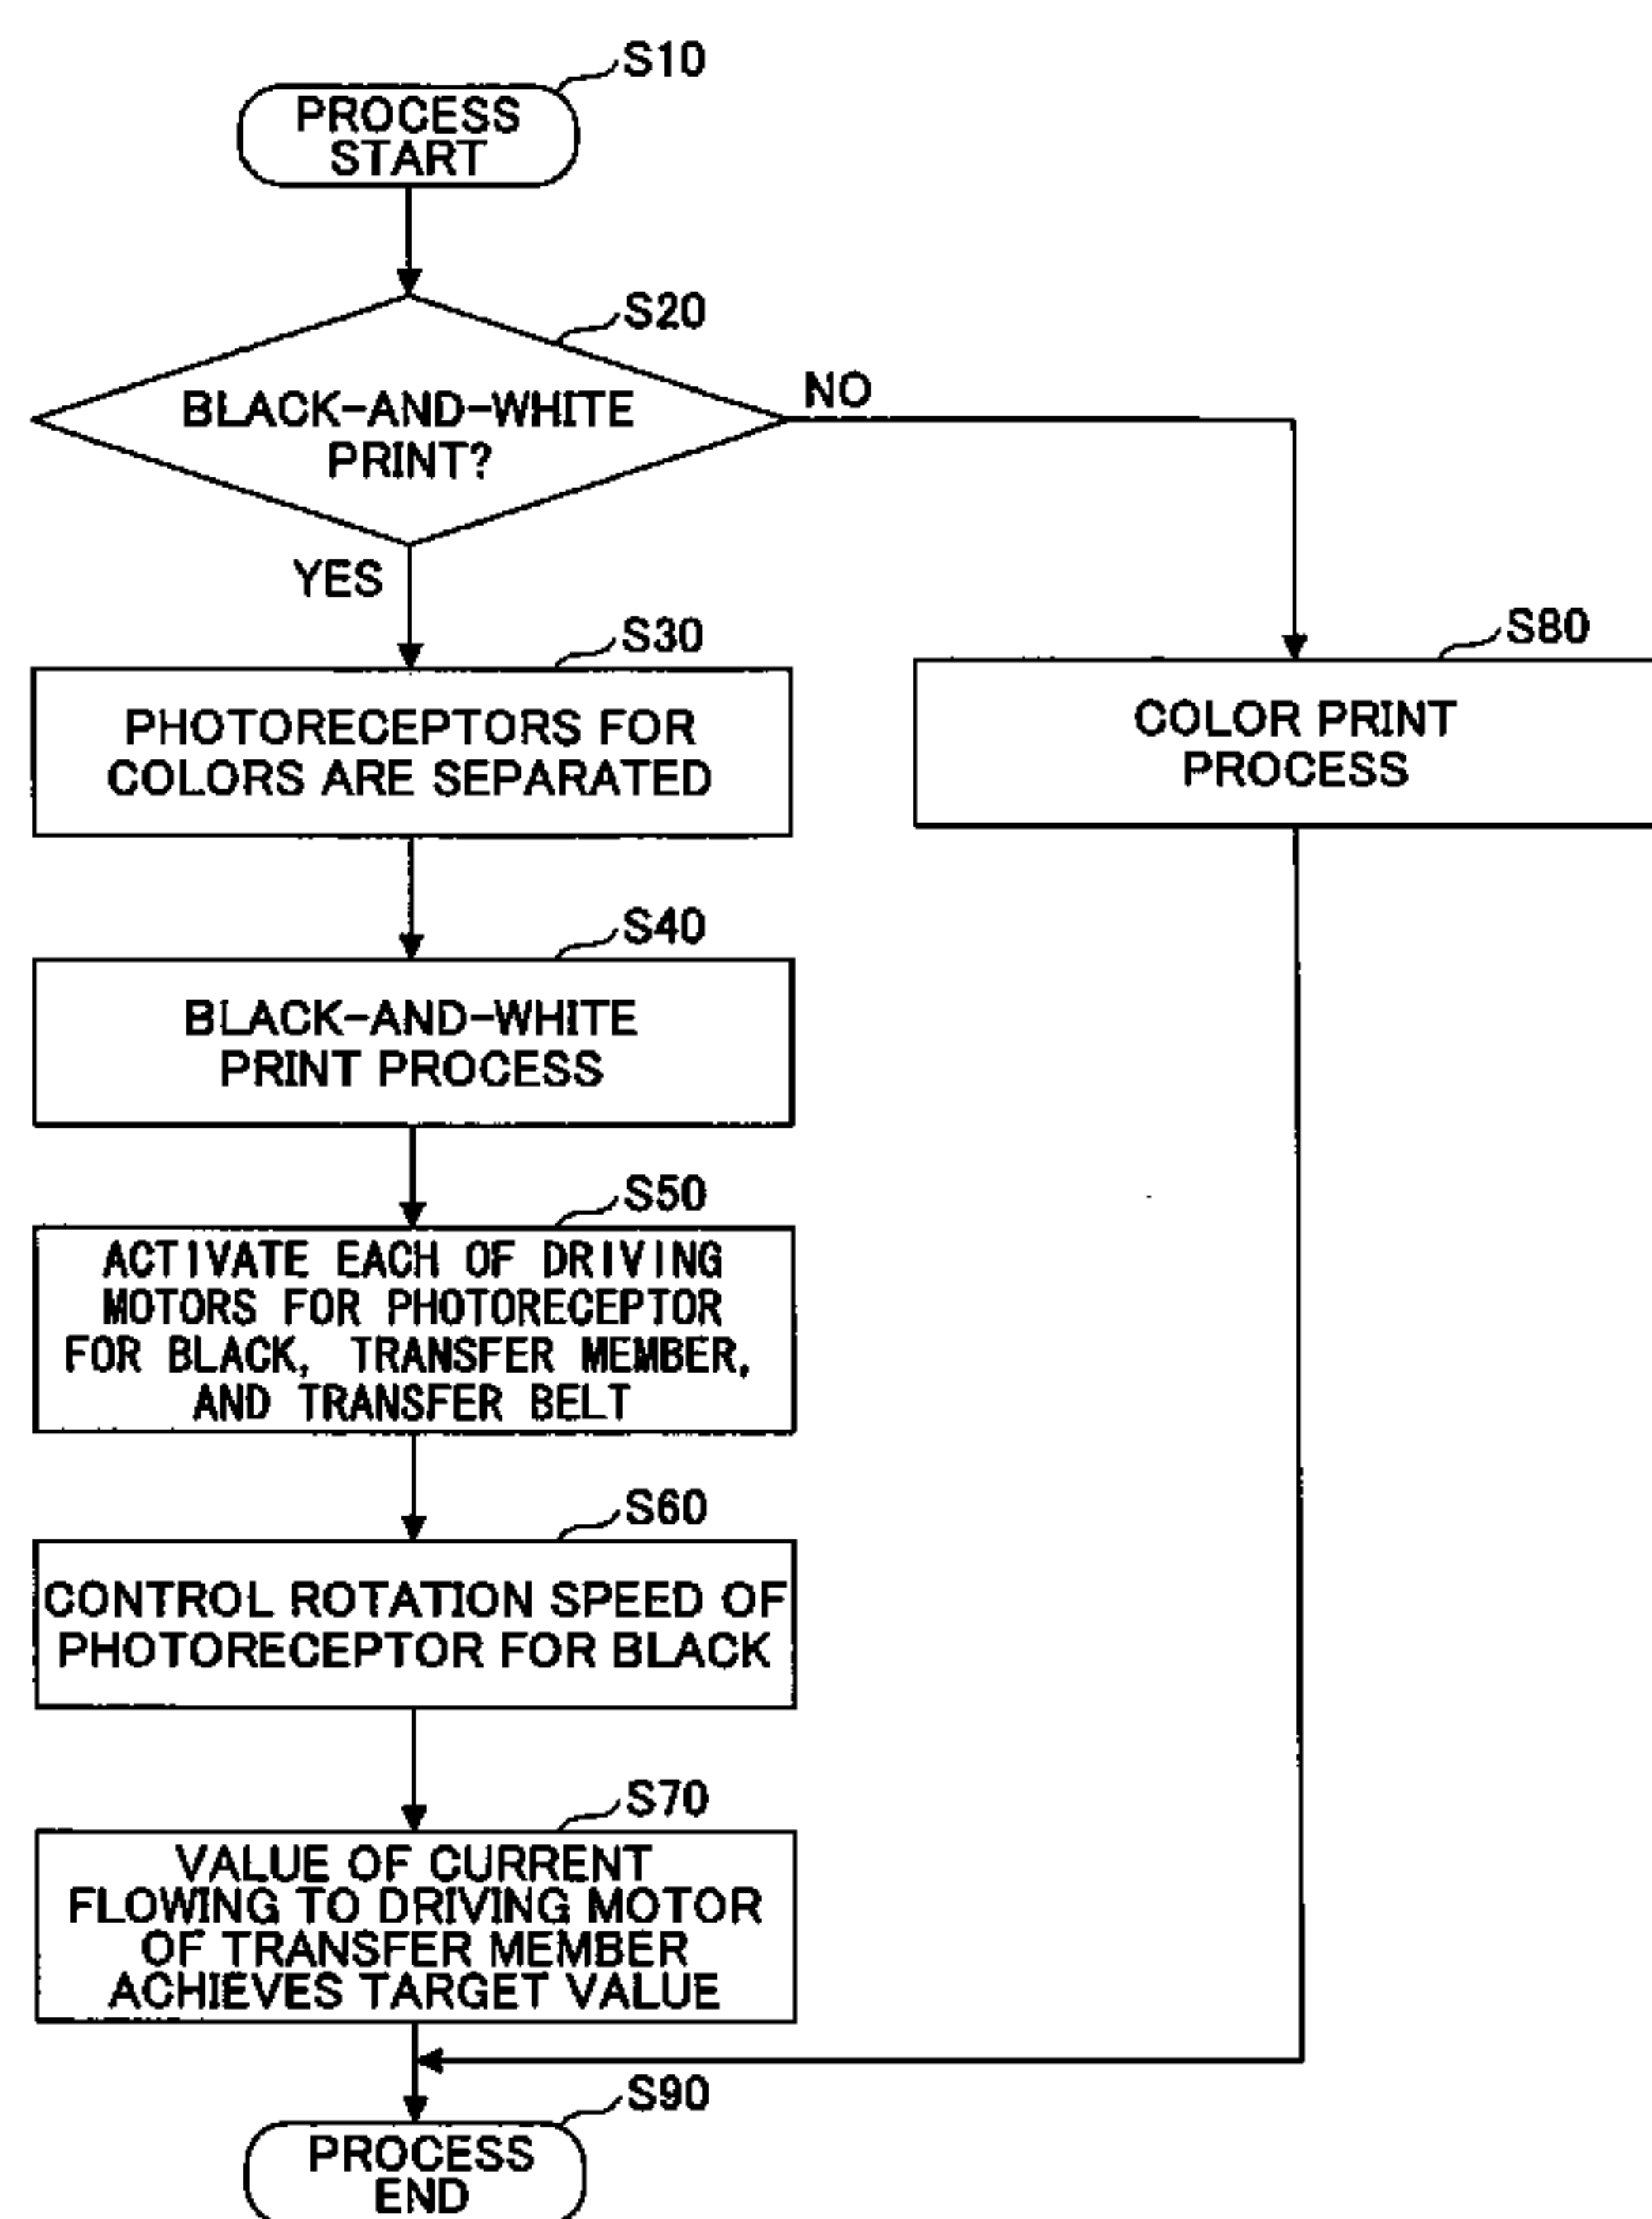 S10
PROCESS
START
S20
BLACK-AND-WHITE
PRINT?
NO
YES
S30
PHOTORECEPTORS FOR
COLORS ARE SEPARATED
S80
COLOR PRINT
PROCESS
S40
BLACK-AND-WHITE
PRINT PROCESS
S50
ACTIVATE EACH OF DRIVING
MOTORS FOR PHOTORECEPTOR
FOR BLACK, TRANSFER MEMBER,
AND TRANSFER BELT
S60
CONTROL ROTATION SPEED OF
PHOTORECEPTOR FOR BLACK
S70
VALUE OF CURRENT
FLOWING TO DRIVING MOTOR
OF TRANSFER MEMBER
ACHIEVES TARGET VALUE
S90
PROCESS
END